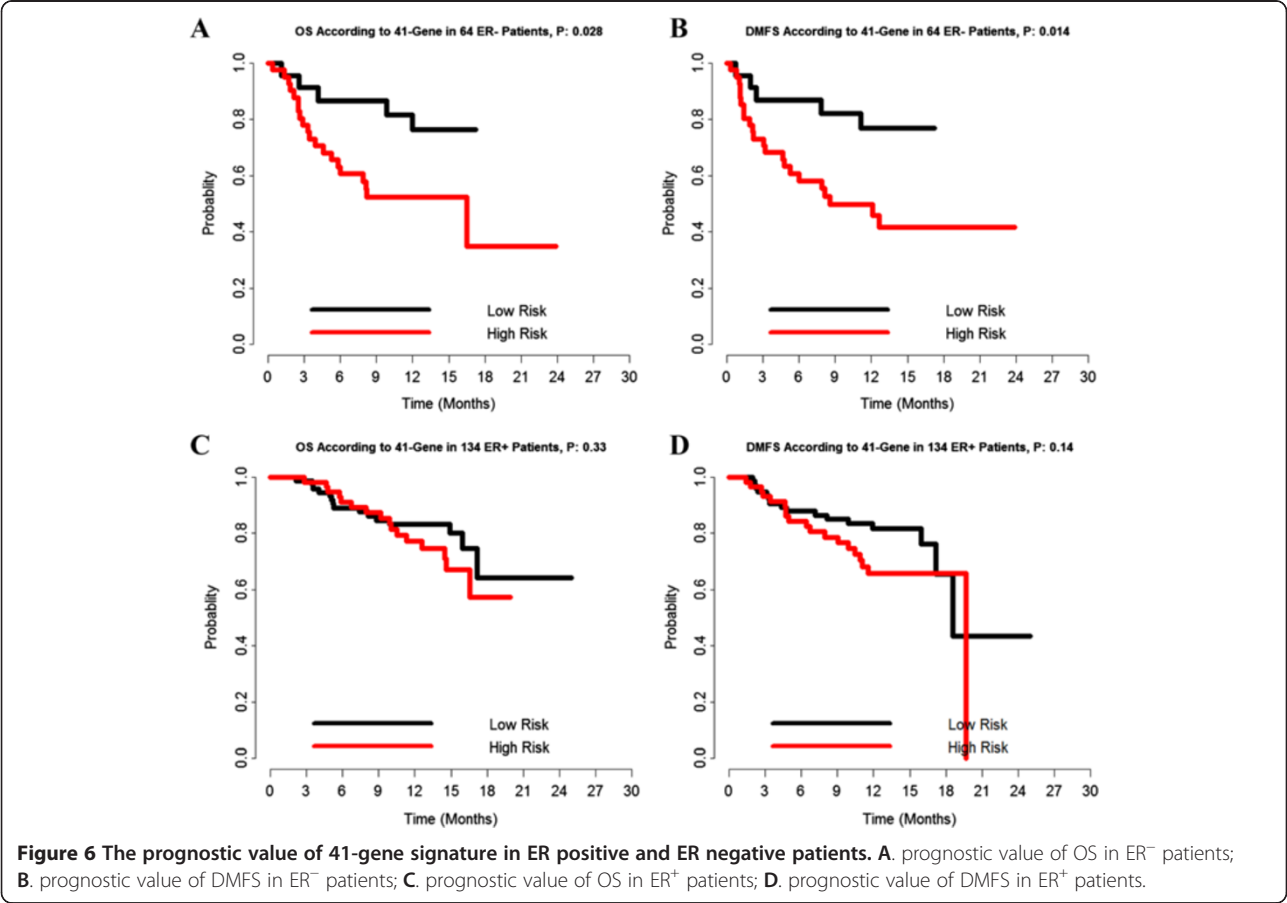 A
OS According to 41-Gene in 64 ER- Patients, P: 0.028
Probablity
0.0 0.2 0.4 0.6 0.8 1.0
Low Risk
High Risk
0 3 6 9 12 15 18 21 24 27 30
Time (Months)
B
DMFS According to 41-Gene in 64 ER- Patients, P: 0.014
Probablity
0.0 0.2 0.4 0.6 0.8 1.0
Low Risk
High Risk
0 3 6 9 12 15 18 21 24 27 30
Time (Months)
C
OS According to 41-Gene in 134 ER+ Patients, P: 0.33
Probablity
0.0 0.2 0.4 0.6 0.8 1.0
Low Risk
High Risk
0 3 6 9 12 15 18 21 24 27 30
Time (Months)
D
DMFS According to 41-Gene in 134 ER+ Patients, P: 0.14
Probablity
0.0 0.2 0.4 0.6 0.8 1.0
Low Risk
High Risk
0 3 6 9 12 15 18 21 24 27 30
Time (Months)
Figure 6 The prognostic value of 41-gene signature in ER positive and ER negative patients. A. prognostic value of OS in ER⁻ patients;
B. prognostic value of DMFS in ER⁻ patients; C. prognostic value of OS in ER⁺ patients; D. prognostic value of DMFS in ER⁺ patients.